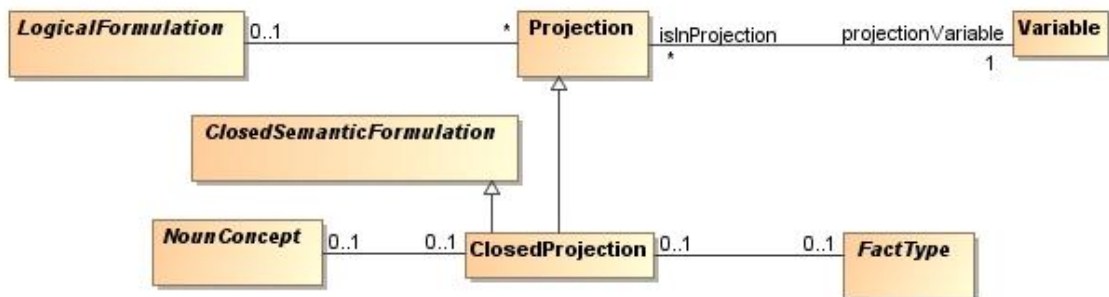 LogicalFormulation 0..1 * Projection isInProjection projectionVariable Variable
* 1
ClosedSemanticFormulation
NounConcept 0..1 0..1 ClosedProjection 0..1 0..1 FactType